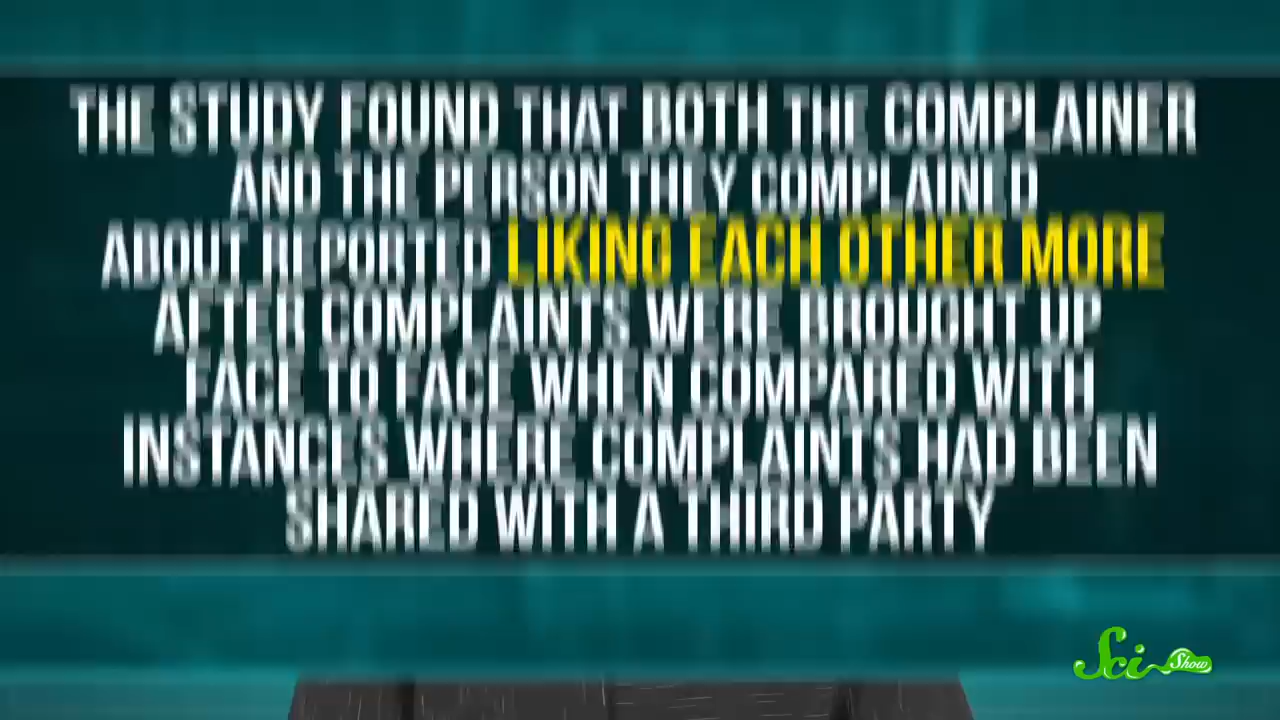 THE STUDY FOUND THAT BOTH THE COMPLAINER
AND THE PERSON THEY COMPLAINED
ABOUT REPORTED LIKING EACH OTHER MORE
AFTER COMPLAINTS WERE BROUGHT UP
FACE TO FACE WHEN COMPARED WITH
INSTANCES WHERE COMPLAINTS HAD BEEN
SHARED WITH A THIRD PARTY
Sci Show